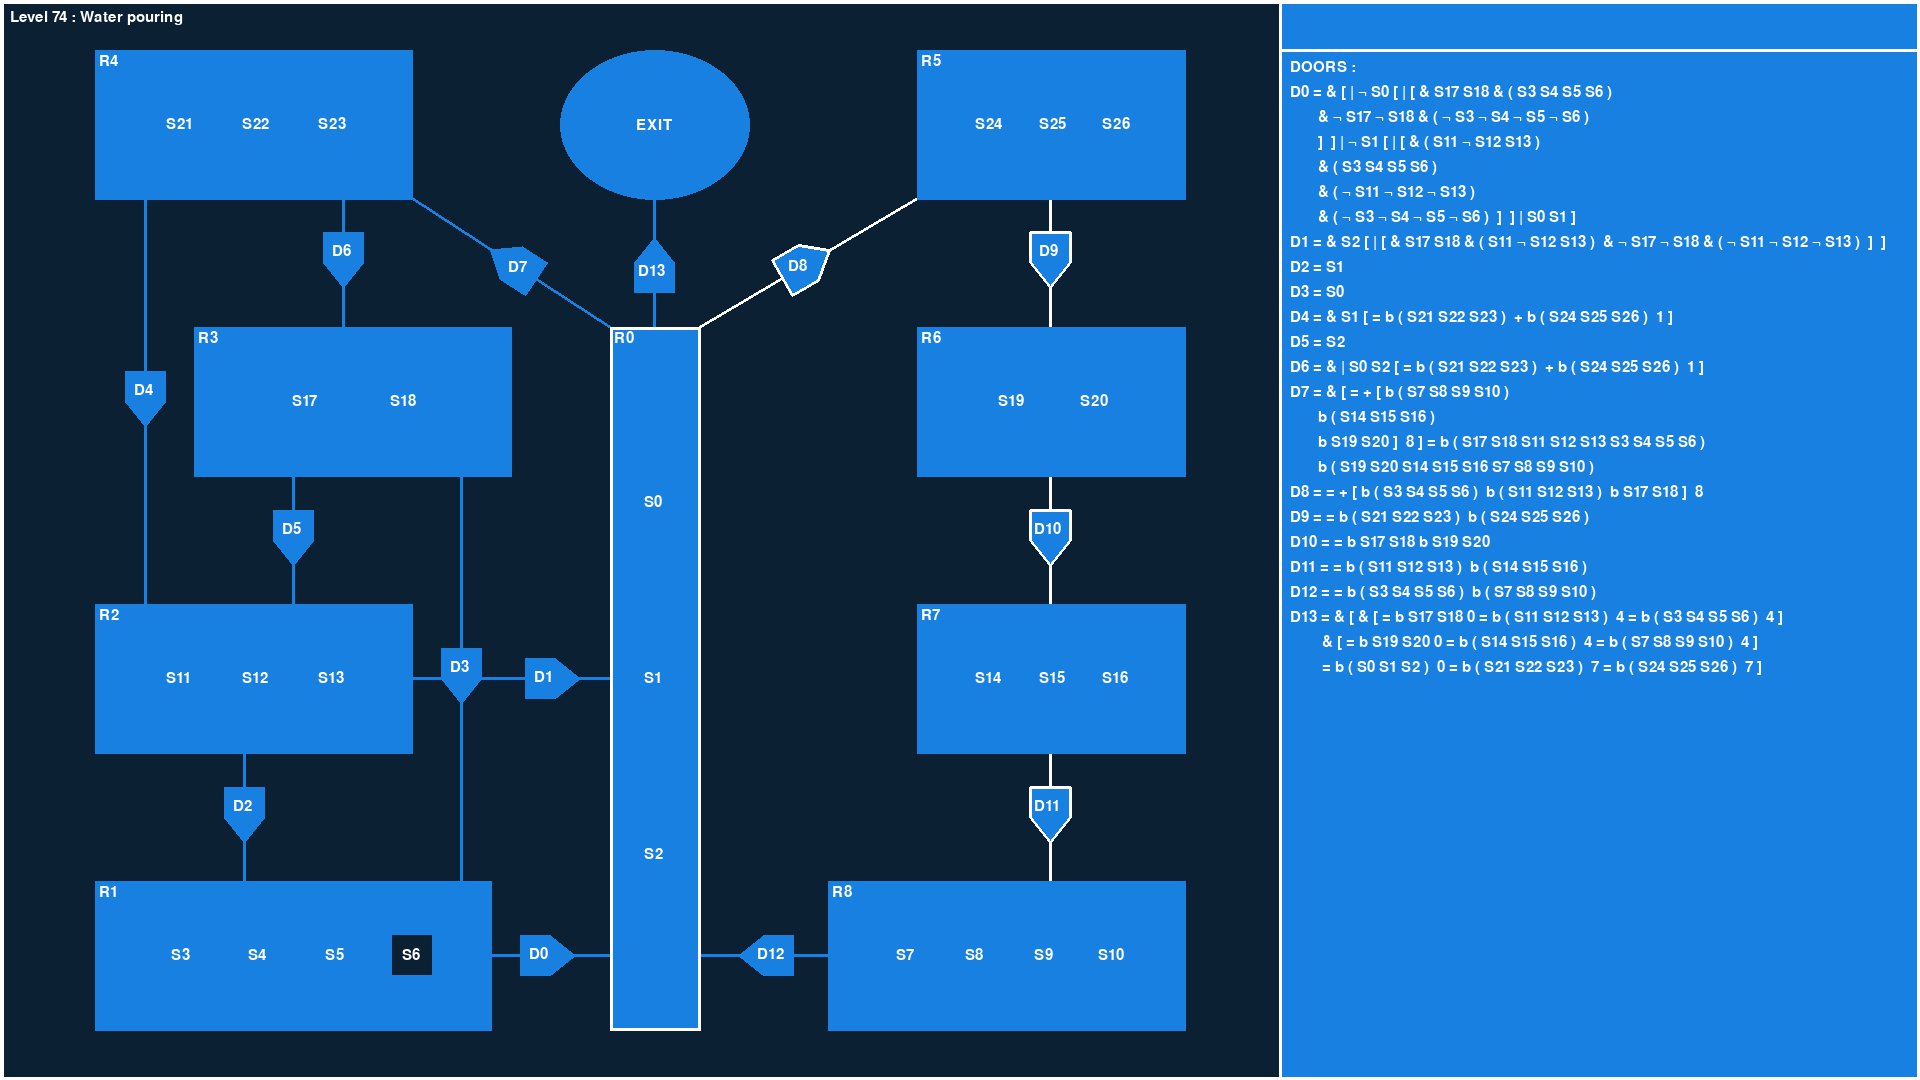 Level 74 : Water pouring
R4
S21 S22 S23
EXIT
R5
S24 S25 S26
D6
D7
D13
D8
D9
R3
S17 S18
R0
R6
S19 S20
D4
S0
D5
D10
R2
S11 S12 S13
D3
D1
S1
R7
S14 S15 S16
D2
S2
D11
R1
S3 S4 S5 S6
D0
D12
R8
S7 S8 S9 S10
DOORS :
D0 = & [ | ¬ S0 [ | [ & S17 S18 & ( S3 S4 S5 S6 )
& ¬ S17 ¬ S18 & ( ¬ S3 ¬ S4 ¬ S5 ¬ S6 )
] ] | ¬ S1 [ | [ & ( S11 ¬ S12 S13 )
& ( S3 S4 S5 S6 )
& ( ¬ S11 ¬ S12 ¬ S13 )
& ( ¬ S3 ¬ S4 ¬ S5 ¬ S6 ) ] ] | S0 S1 ]
D1 = & S2 [ | [ & S17 S18 & ( S11 ¬ S12 S13 ) & ¬ S17 ¬ S18 & ( ¬ S11 ¬ S12 ¬ S13 ) ] ]
D2 = S1
D3 = S0
D4 = & S1 [ = b ( S21 S22 S23 ) + b ( S24 S25 S26 ) 1 ]
D5 = S2
D6 = & | S0 S2 [ = b ( S21 S22 S23 ) + b ( S24 S25 S26 ) 1 ]
D7 = & [ = + [ b ( S7 S8 S9 S10 )
b ( S14 S15 S16 )
b S19 S20 ] 8 ] = b ( S17 S18 S11 S12 S13 S3 S4 S5 S6 )
b ( S19 S20 S14 S15 S16 S7 S8 S9 S10 )
D8 = = + [ b ( S3 S4 S5 S6 ) b ( S11 S12 S13 ) b S17 S18 ] 8
D9 = = b ( S21 S22 S23 ) b ( S24 S25 S26 )
D10 = = b S17 S18 b S19 S20
D11 = = b ( S11 S12 S13 ) b ( S14 S15 S16 )
D12 = = b ( S3 S4 S5 S6 ) b ( S7 S8 S9 S10 )
D13 = & [ & [ = b S17 S18 0 = b ( S11 S12 S13 ) 4 = b ( S3 S4 S5 S6 ) 4 ]
& [ = b S19 S20 0 = b ( S14 S15 S16 ) 4 = b ( S7 S8 S9 S10 ) 4 ]
= b ( S0 S1 S2 ) 0 = b ( S21 S22 S23 ) 7 = b ( S24 S25 S26 ) 7 ]